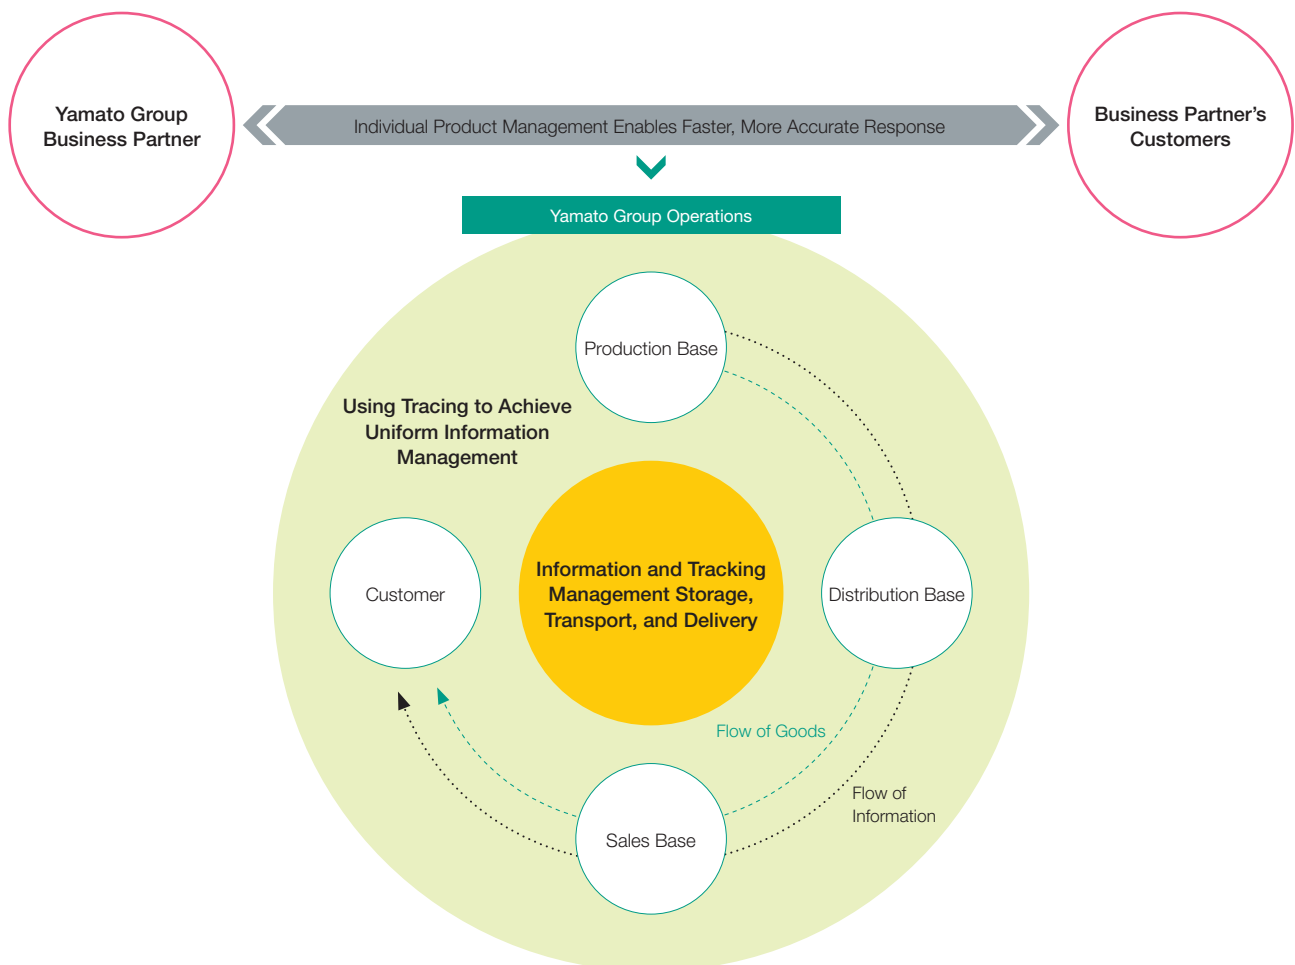 Yamato Group
Business Partner
Individual Product Management Enables Faster, More Accurate Response
Business Partner's
Customers
Yamato Group Operations
Production Base
Using Tracing to Achieve
Uniform Information
Management
Information and Tracking
Management Storage,
Transport, and Delivery
Customer
Distribution Base
Flow of Goods
Flow of
Information
Sales Base